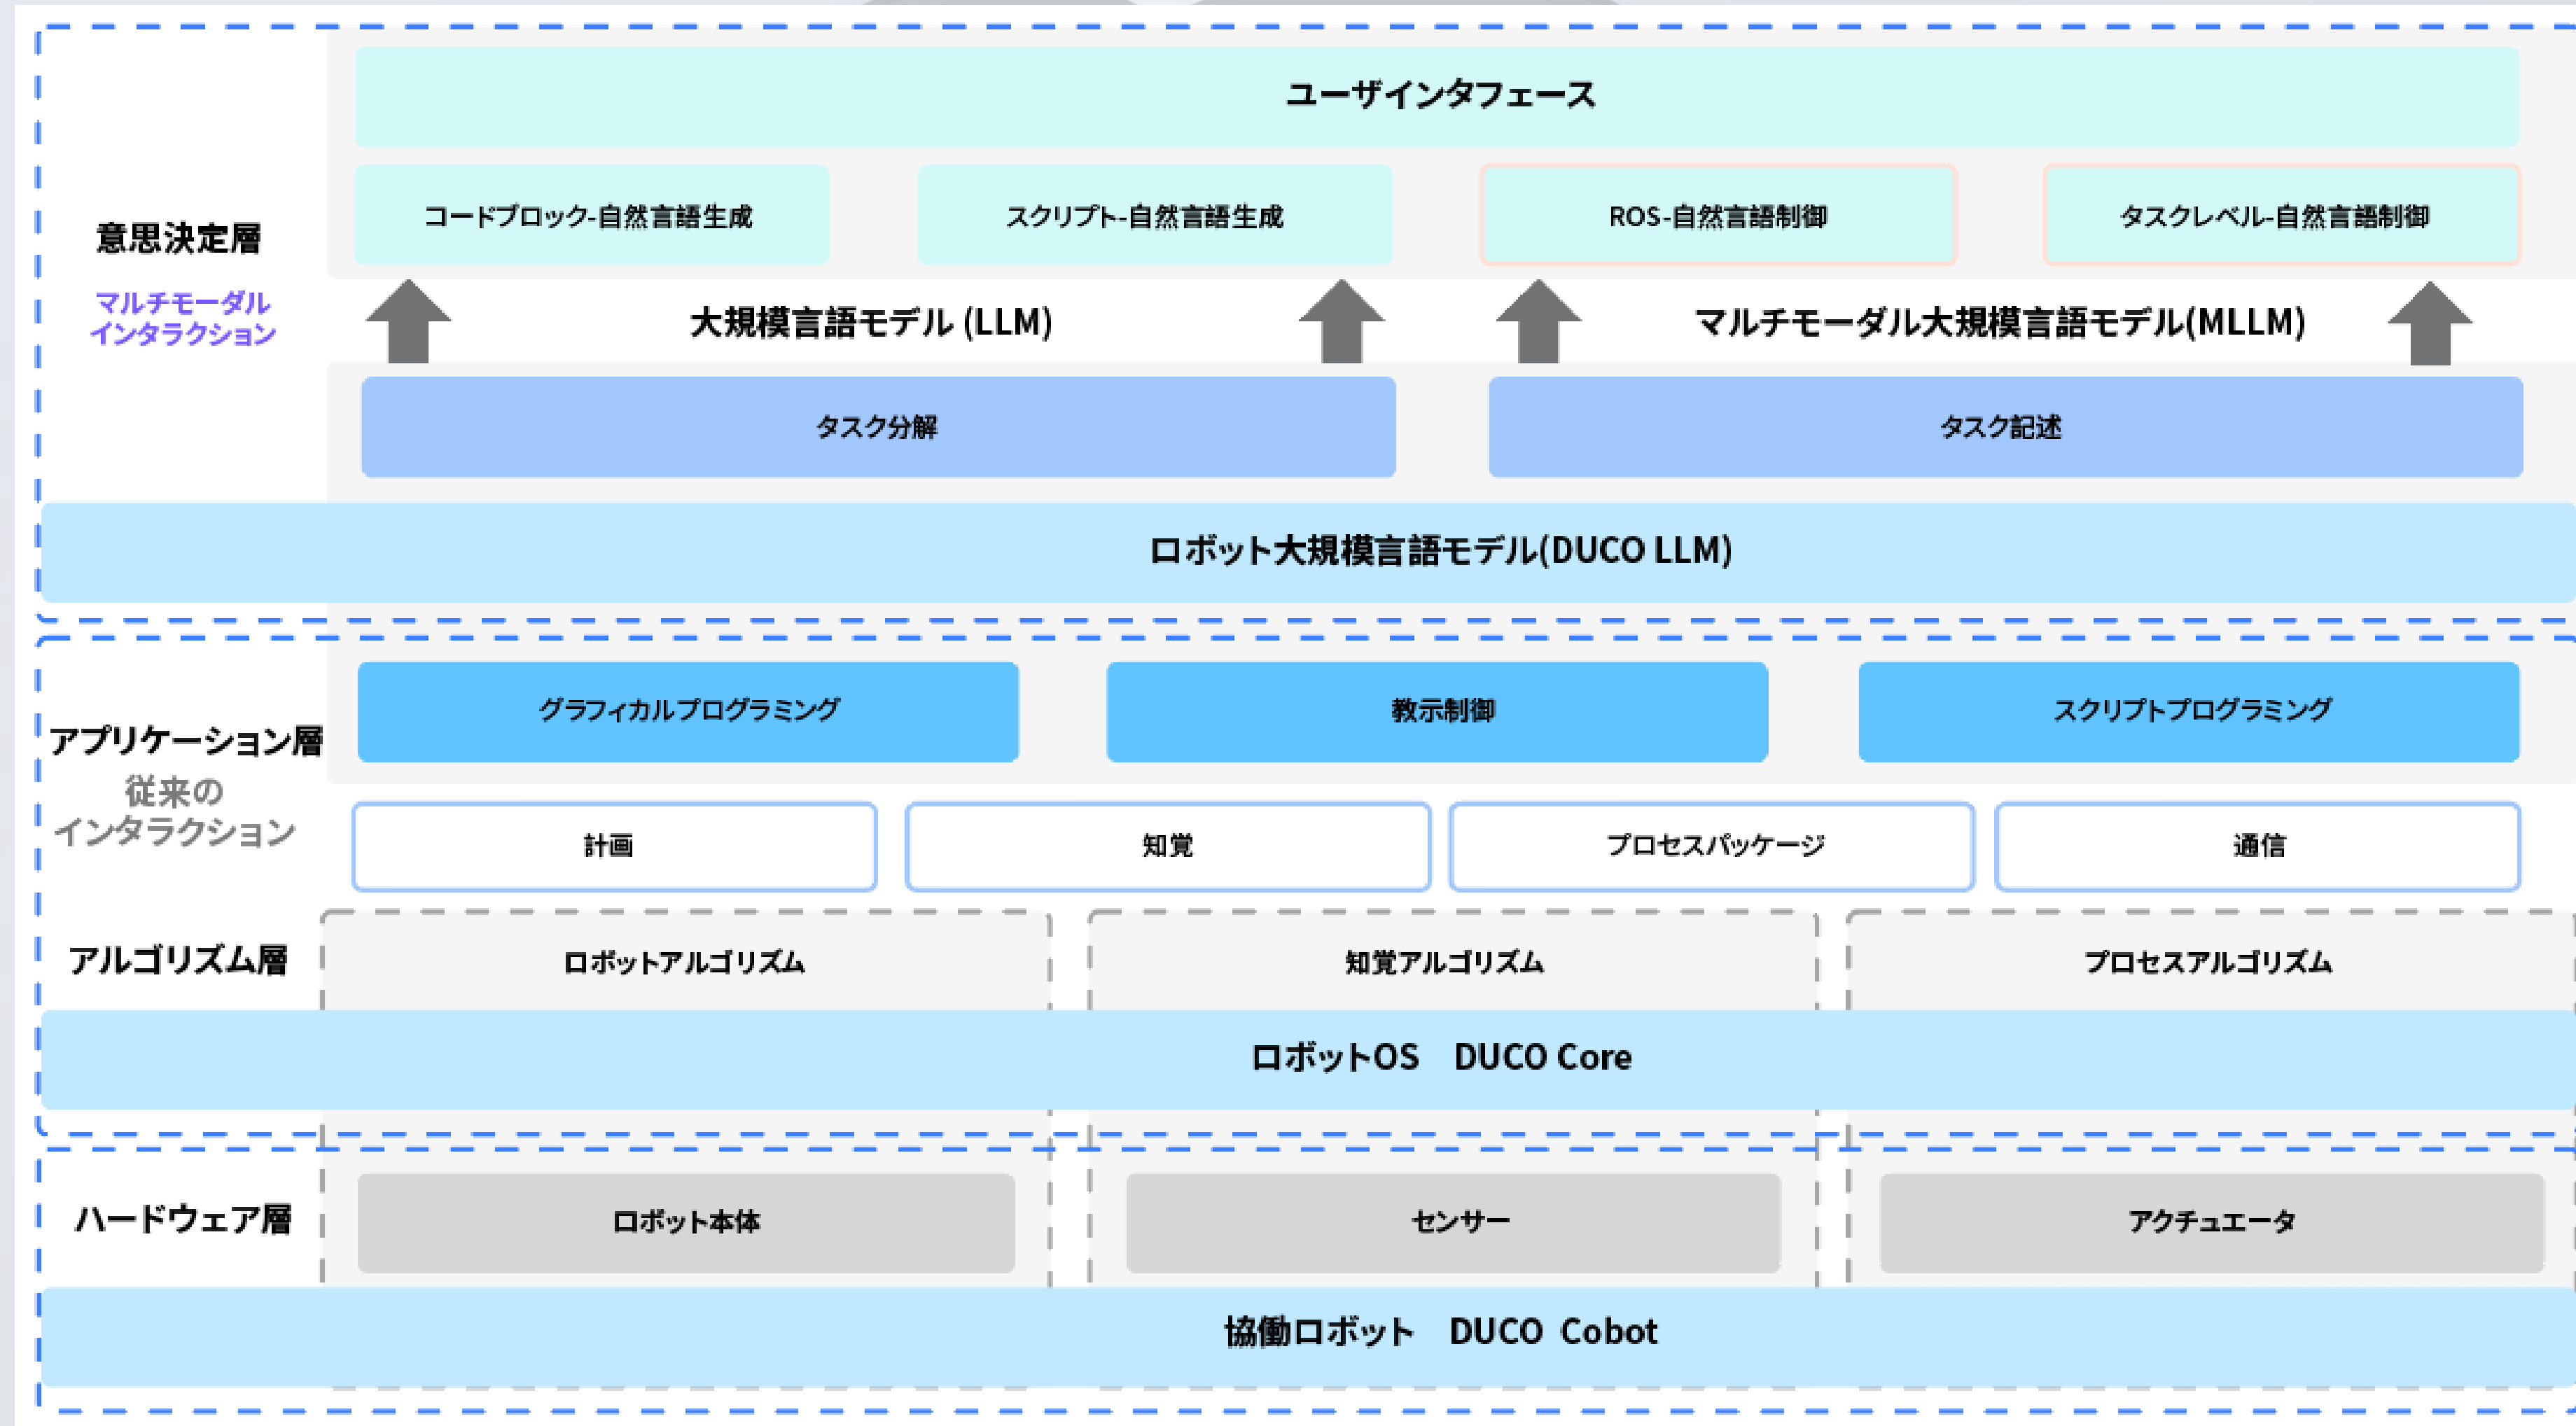 ユーザインタフェース
コードブロック-自然言語生成
スクリプト-自然言語生成
ROS-自然言語制御
タスクレベル-自然言語制御
意思決定層
マルチモーダル
インタラクション
大規模言語モデル (LLM)
マルチモーダル大規模言語モデル(MLLM)
タスク分解
タスク記述
ロボット大規模言語モデル(DUCO LLM)
グラフィカルプログラミング
教示制御
スクリプトプログラミング
アプリケーション層
従来の
インタラクション
計画
知覚
プロセスパッケージ
通信
アルゴリズム層
ロボットアルゴリズム
知覚アルゴリズム
プロセスアルゴリズム
ロボットOS　DUCO Core
ハードウェア層
ロボット本体
センサー
アクチュエータ
協働ロボット　DUCO Cobot